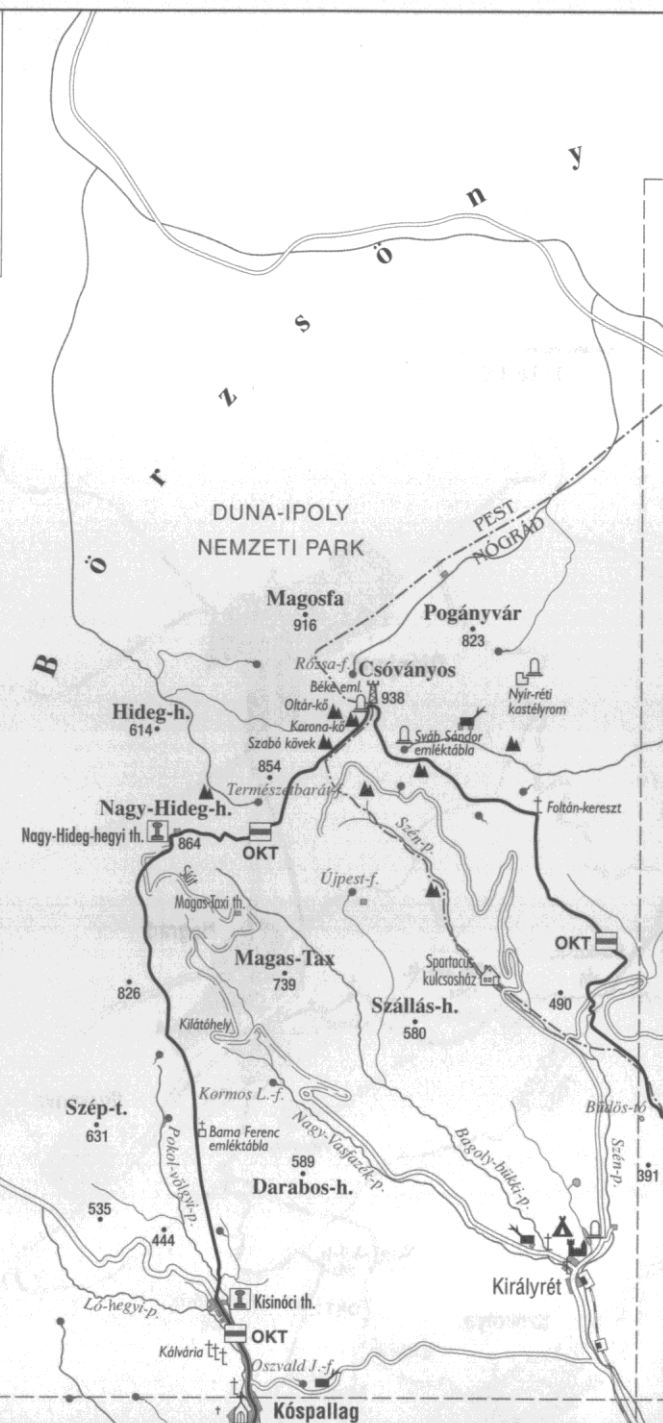 Börzsöny
DUNA-IPOLY
NEMZETI PARK
PEST
NÓGRÁD
Magosfa
916
Pogányvár
823
Rózsa-f.
Csóványos
938
Béke eml.
Oltár-kő
Korona-kő
Szabó kövek
Nyír-réti
kastélyrom
Hideg-h.
614
Sváb Sándor
emléktábla
854
Természetbarát-f.
Nagy-Hideg-h.
864
Nagy-Hideg-hegyi th.
OKT
Foltán-kereszt
Szén-p.
Újpest-f.
Magas-Taxi th.
OKT
Magas-Tax
739
826
Spartacus
kulcsosház
490
Szállás-h.
580
Kilátóhely
Kormos L.-f.
Nagy-Vasfazék-p.
Bagoly-bükki-p.
Büdös-tó
Szén-p.
391
Szép-t.
631
Pokol-völgyi-p.
Barna Ferenc
emléktábla
589
Darabos-h.
535
444
Királyrét
Kisinóci th.
Ló-hegyi-p.
OKT
Kálvária
Oszvald J.-f.
Kóspallag